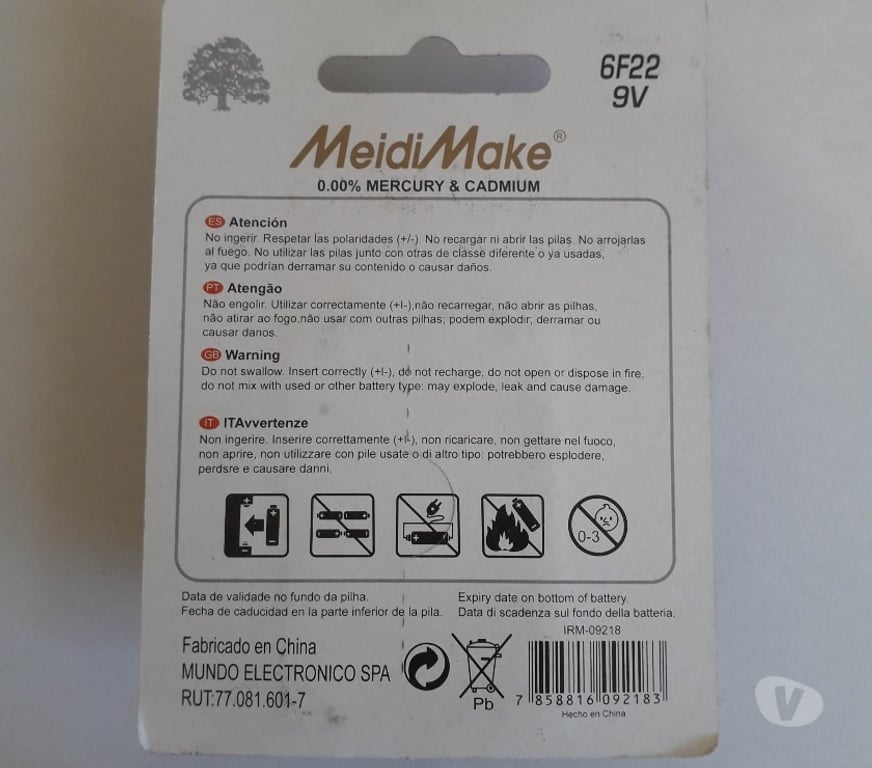 6F22
9V
MeidiMake®
0.00% MERCURY & CADMIUM
ES Atención
No ingerir. Respetar las polaridades (+/-). No recargar ni abrir las pilas. No arrojarlas
al fuego. No utilizar las pilas junto con otras de classe diferente o ya usadas,
ya que podrían derramar su contenido o causar daños.
PT Atengão
Não engolir. Utilizar correctamente (+I-),não recarregar, não abrir as pilhas,
não atirar ao fogo,não usar com outras pilhas; podem explodir; derramar ou
causar danos.
GB Warning
Do not swallow. Insert correctly (+I-), do not recharge, do not open or dispose in fire,
do not mix with used or other battery type: may explode, leak and cause damage.
IT ITAvvertenze
Non ingerire. Inserire correttamente (+I-), non ricaricare, non gettare nel fuoco,
non aprire, non utilizzare con pile usate o di altro tipo: potrebbero esplodere,
perdsre e causare danni.
0-3
Data de validade no fundo da pilha.
Fecha de caducidad en la parte inferior de la pila.
Expiry date on bottom of battery.
Data di scadenza sul fondo della batteria.
Fabricado en China
MUNDO ELECTRONICO SPA
RUT:77.081.601-7
Pb
IRM-09218
7 858816 092183
Hecho en China
V